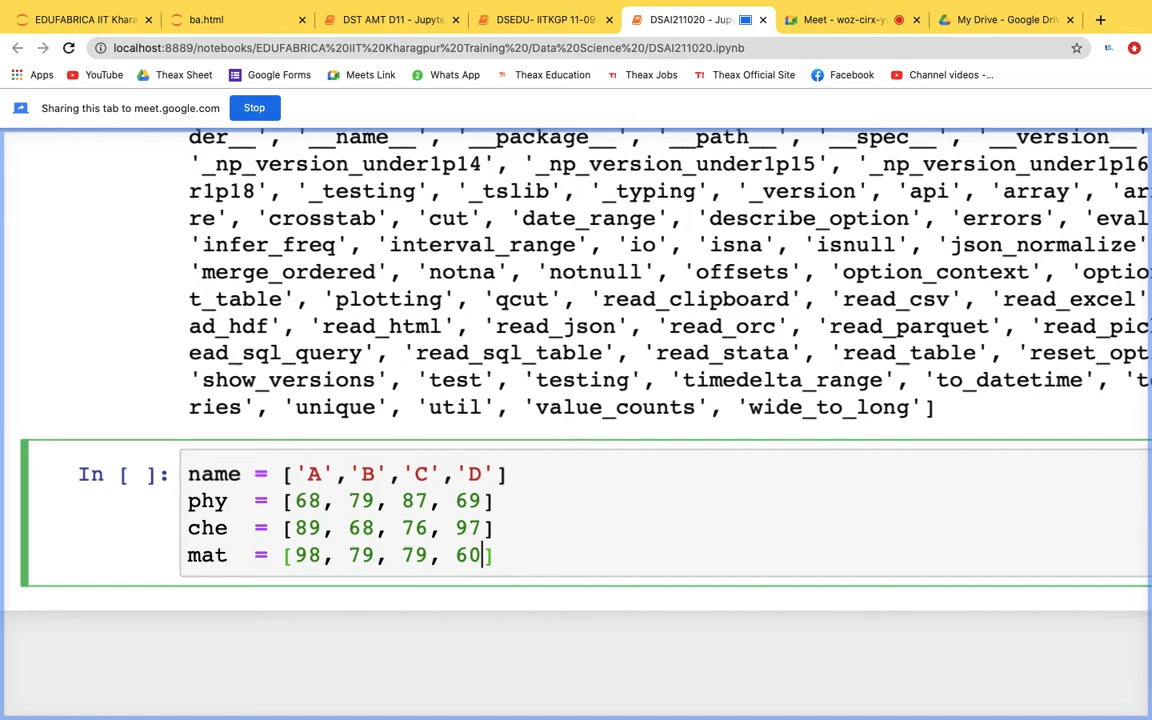 EDUFABRICA IIT Khara
ba.html
DST AMT D11 - Jupyte
DSEDU- IITKGP 11-09-
DSAI211020 - Jup
Meet - woz-cirx-y
My Drive - Google Driv
localhost:8889/notebooks/EDUFABRICA%20IIT%20Kharagpur%20Training%20/Data%20Science%20/DSAI211020.ipynb
Apps
YouTube
Theax Sheet
Google Forms
Meets Link
Whats App
Theax Education
Theax Jobs
Theax Official Site
Facebook
Channel videos -...
Sharing this tab to meet.google.com
Stop
der__', '__name__', '__package__', '__path__', '__spec__', '__version__'
'_np_version_under1p14', '_np_version_under1p15', '_np_version_under1p16
r1p18', '_testing', '_tslib', '_typing', '_version', 'api', 'array', 'arr
re', 'crosstab', 'cut', 'date_range', 'describe_option', 'errors', 'eval
'infer_freq', 'interval_range', 'io', 'isna', 'isnull', 'json_normalize'
'merge_ordered', 'notna', 'notnull', 'offsets', 'option_context', 'option
t_table', 'plotting', 'qcut', 'read_clipboard', 'read_csv', 'read_excel'
ad_hdf', 'read_html', 'read_json', 'read_orc', 'read_parquet', 'read_pic
ead_sql_query', 'read_sql_table', 'read_stata', 'read_table', 'reset_opt
'show_versions', 'test', 'testing', 'timedelta_range', 'to_datetime', 't
ries', 'unique', 'util', 'value_counts', 'wide_to_long']
In [ ]:
name = ['A','B','C','D']
phy = [68, 79, 87, 69]
che = [89, 68, 76, 97]
mat = [98, 79, 79, 60]